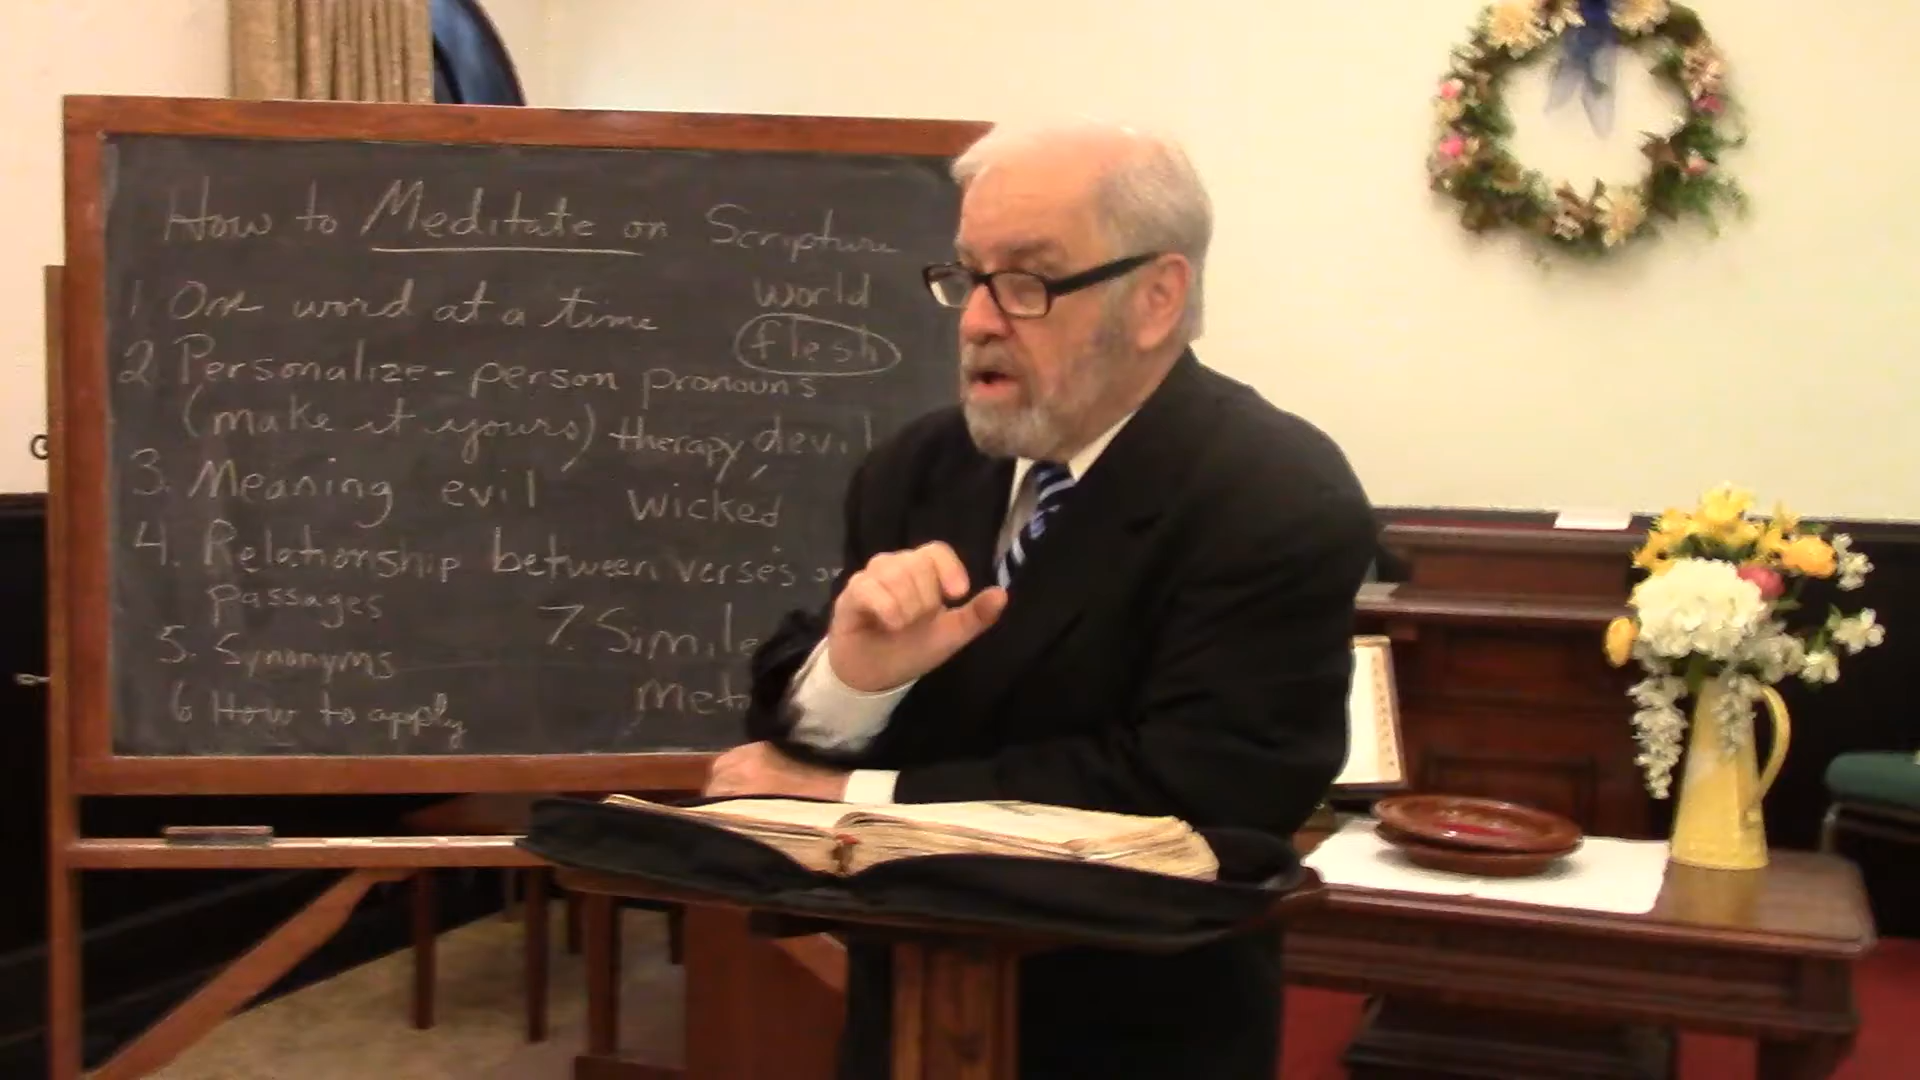 How to Meditate on Scripture
1. One word at a time world
flesh
2. Personalize - person pronouns
(make it yours) therapy devil
3. Meaning evil, wicked
4. Relationship between verses
passages
5. Synonyms 7. Simile
6 How to apply